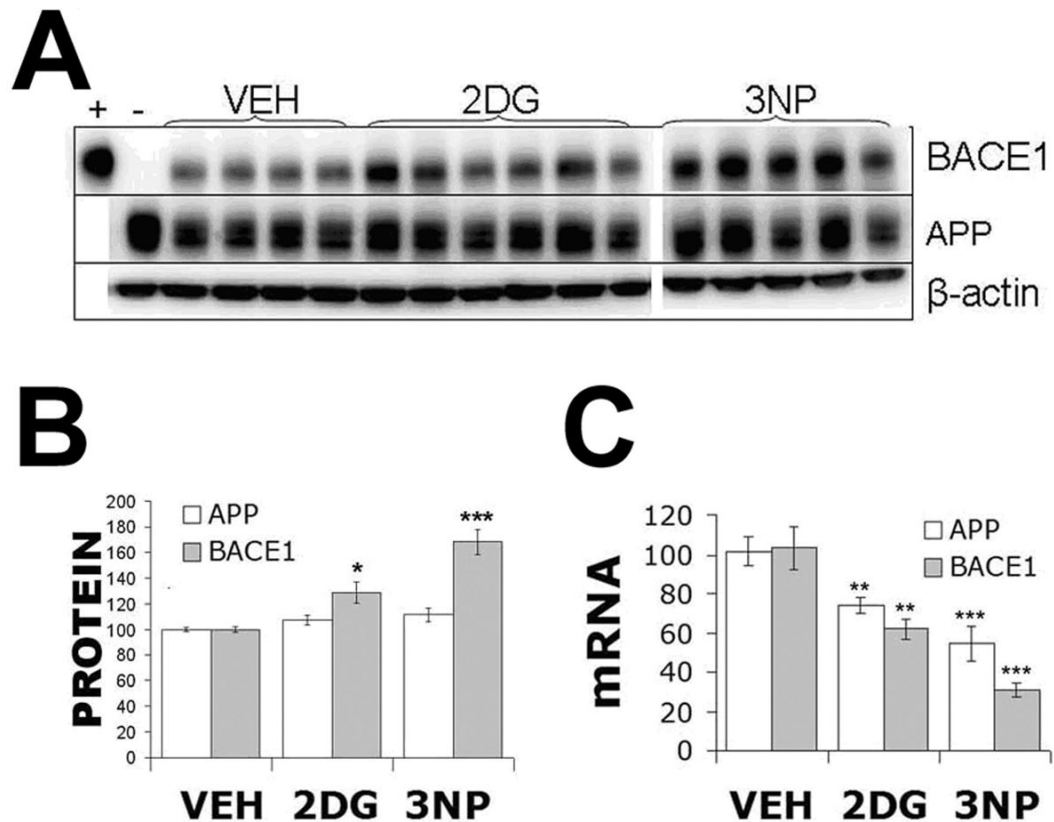 A
+ - VEH 2DG 3NP
BACE1
APP
β-actin
B
PROTEIN
200
180
160
140
120
100
80
60
40
20
0
APP
BACE1
*
***
VEH 2DG 3NP
C
mRNA
120
100
80
60
40
20
0
APP
BACE1
**
**
***
***
VEH 2DG 3NP